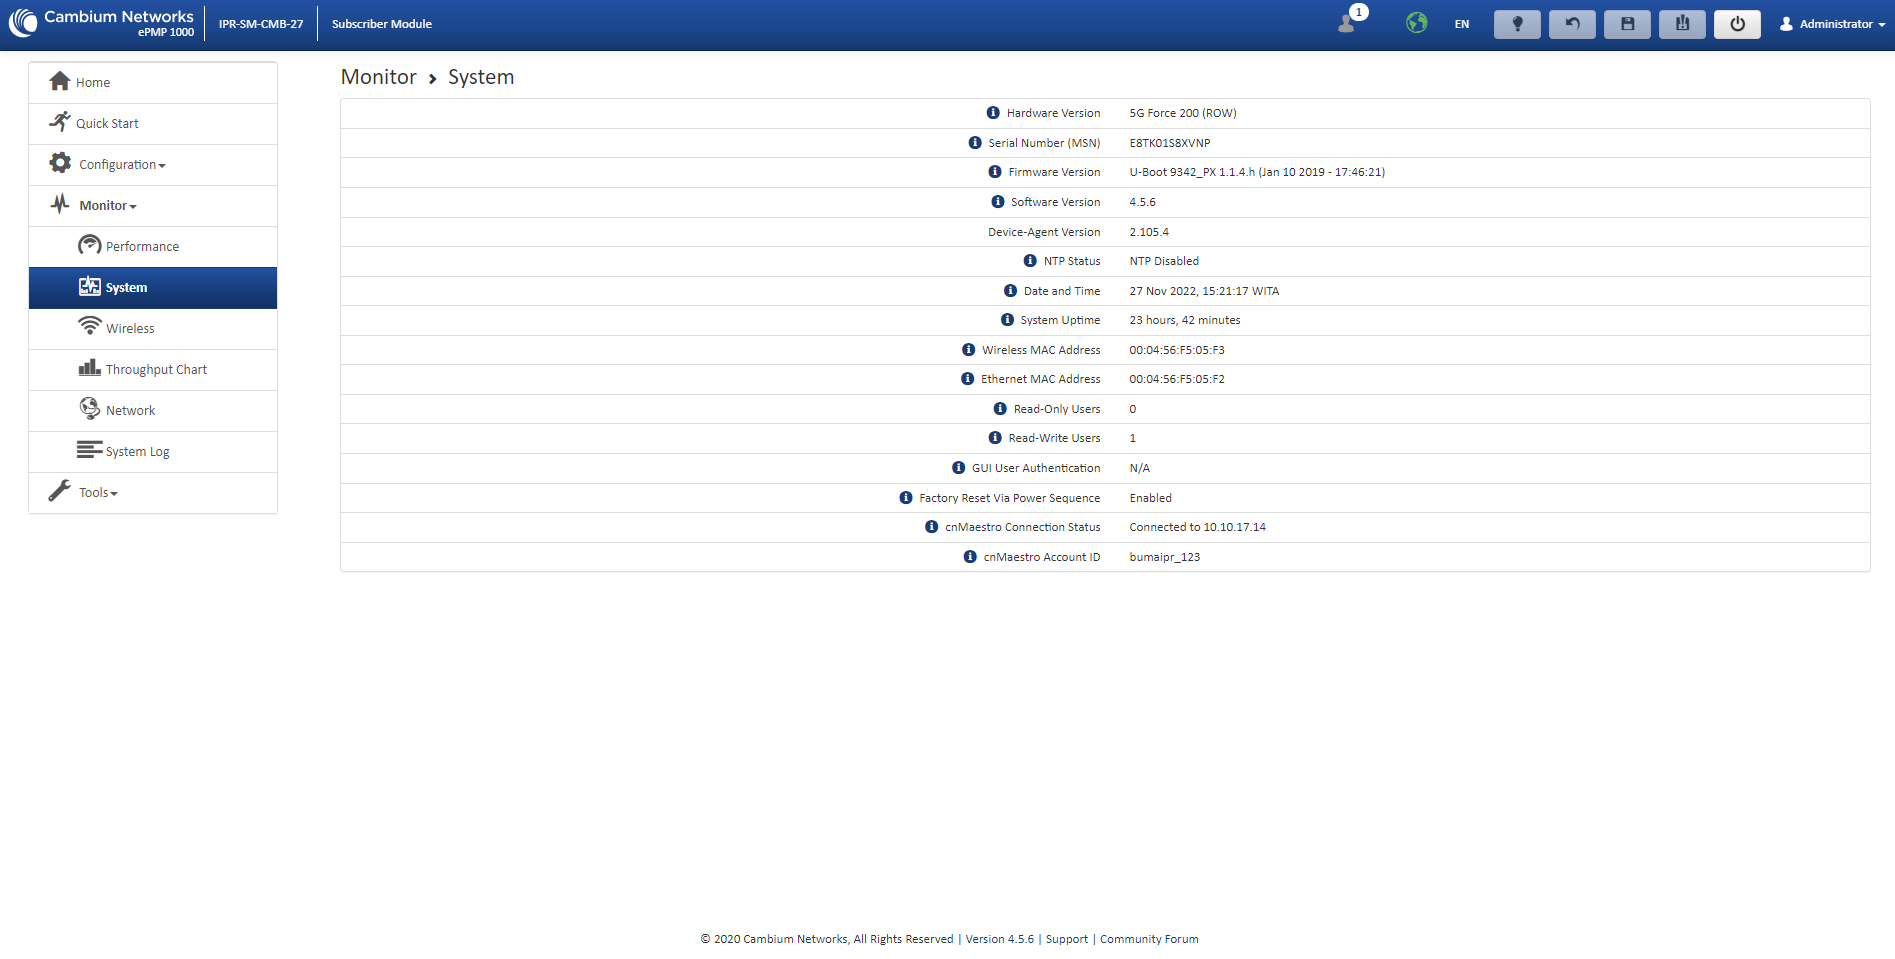 Cambium Networks
ePMP 1000
IPR-SM-CMB-27
Subscriber Module
1
EN
Administrator
Home
Quick Start
Configuration
Monitor
Performance
System
Wireless
Throughput Chart
Network
System Log
Tools
Monitor > System
Hardware Version 5G Force 200 (ROW)
Serial Number (MSN) E8TK01S8XVNP
Firmware Version U-Boot 9342_PX 1.1.4.h (Jan 10 2019 - 17:46:21)
Software Version 4.5.6
Device-Agent Version 2.105.4
NTP Status NTP Disabled
Date and Time 27 Nov 2022, 15:21:17 WITA
System Uptime 23 hours, 42 minutes
Wireless MAC Address 00:04:56:F5:05:F3
Ethernet MAC Address 00:04:56:F5:05:F2
Read-Only Users 0
Read-Write Users 1
GUI User Authentication N/A
Factory Reset Via Power Sequence Enabled
cnMaestro Connection Status Connected to 10.10.17.14
cnMaestro Account ID bumaipr_123
© 2020 Cambium Networks, All Rights Reserved | Version 4.5.6 | Support | Community Forum